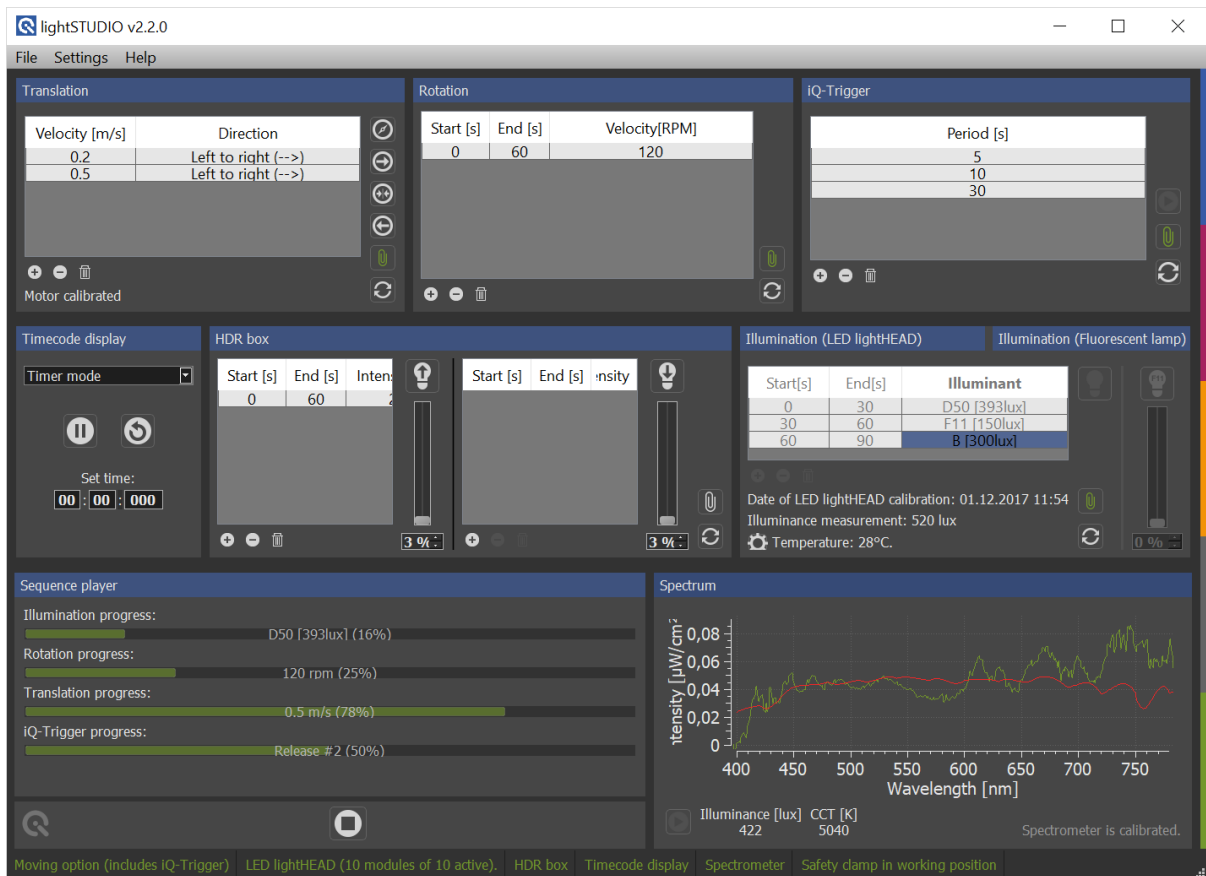 lightSTUDIO v2.2.0
File Settings Help
Translation
Velocity [m/s] Direction
0.2 Left to right (-->)
0.5 Left to right (-->)
Motor calibrated
Rotation
Start [s] End [s] Velocity[RPM]
0 60 120
iQ-Trigger
Period [s]
5
10
30
Timecode display
Timer mode
Set time:
00 : 00 : 000
HDR box
Start [s] End [s] Inten
0 60 2
3 %
Start [s] End [s] nsity
3 %
Illumination (LED lightHEAD)
Illumination (Fluorescent lamp)
Start[s] End[s] Illuminant
0 30 D50 [393lux]
30 60 F11 [150lux]
60 90 B [300lux]
Date of LED lightHEAD calibration: 01.12.2017 11:54
Illuminance measurement: 520 lux
Temperature: 28°C.
0 %
Sequence player
Illumination progress:
D50 [393lux] (16%)
Rotation progress:
120 rpm (25%)
Translation progress:
0.5 m/s (78%)
iQ-Trigger progress:
Release #2 (50%)
Spectrum
ntensity [µW/cm²
0,08
0,06
0,04
0,02
0
400 450 500 550 600 650 700 750
Wavelength [nm]
Illuminance [lux] CCT [K]
422 5040
Spectrometer is calibrated.
Moving option (includes iQ-Trigger) LED lightHEAD (10 modules of 10 active). HDR box Timecode display Spectrometer Safety clamp in working position